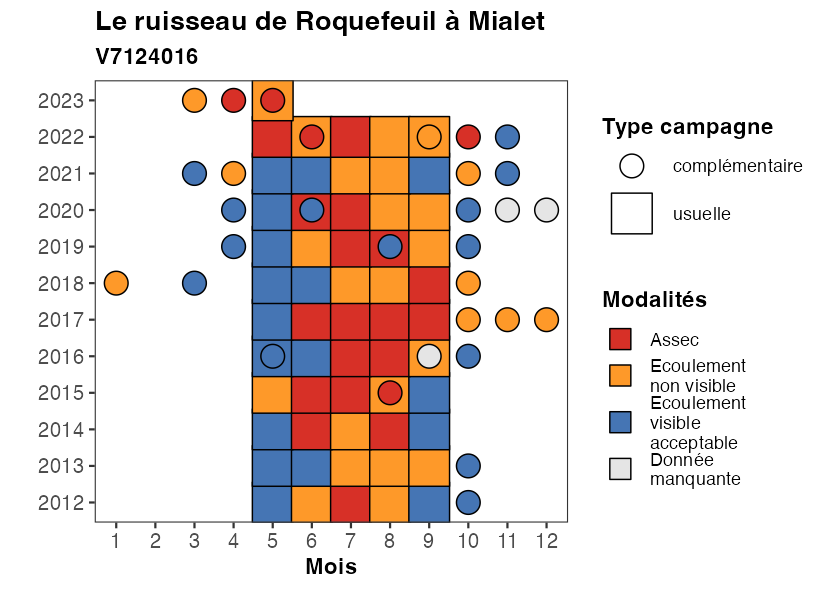 Le ruisseau de Roquefeuil à Mialet
V7124016
2023
2022
2021
2020
2019
2018
2017
2016
2015
2014
2013
2012
1 2 3 4 5 6 7 8 9 10 11 12
Mois
Type campagne
complémentaire
usuelle
Modalités
Assec
Ecoulement
non visible
Ecoulement
visible
acceptable
Donnée
manquante